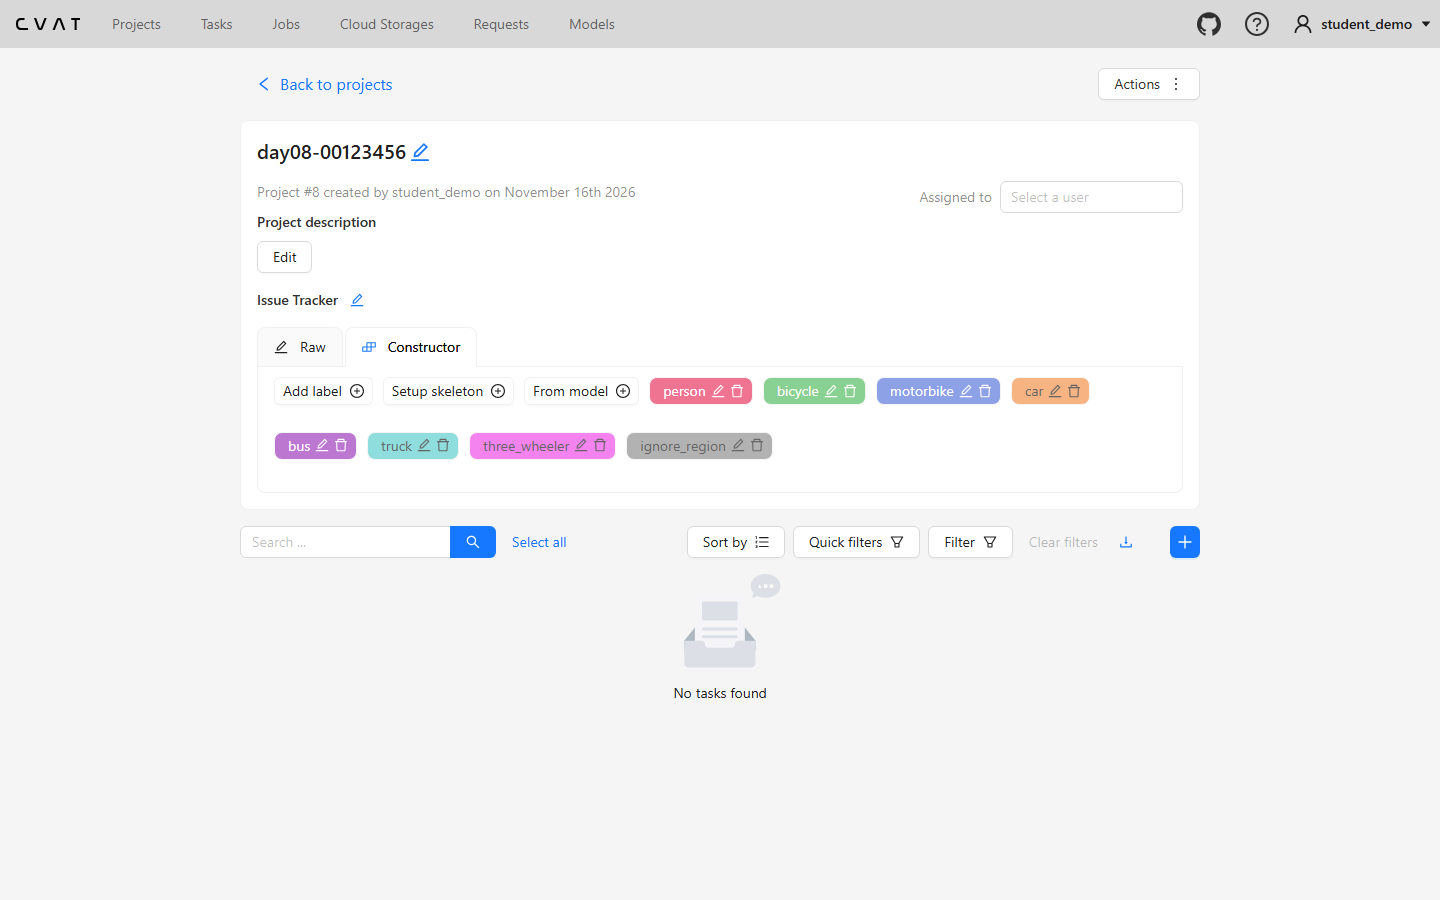 CVAT Projects Tasks Jobs Cloud Storages Requests Models student_demo
Back to projects Actions
day08-00123456
Project #8 created by student_demo on November 16th 2026
Assigned to Select a user
Project description
Edit
Issue Tracker
Raw Constructor
Add label Setup skeleton From model person bicycle motorbike car
bus truck three_wheeler ignore_region
Search ... Select all Sort by Quick filters Filter Clear filters
No tasks found